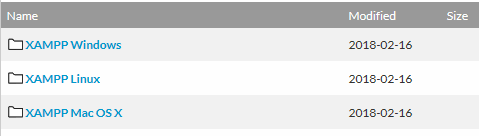 Name Modified Size
XAMPP Windows 2018-02-16
XAMPP Linux 2018-02-16
XAMPP Mac OS X 2018-02-16